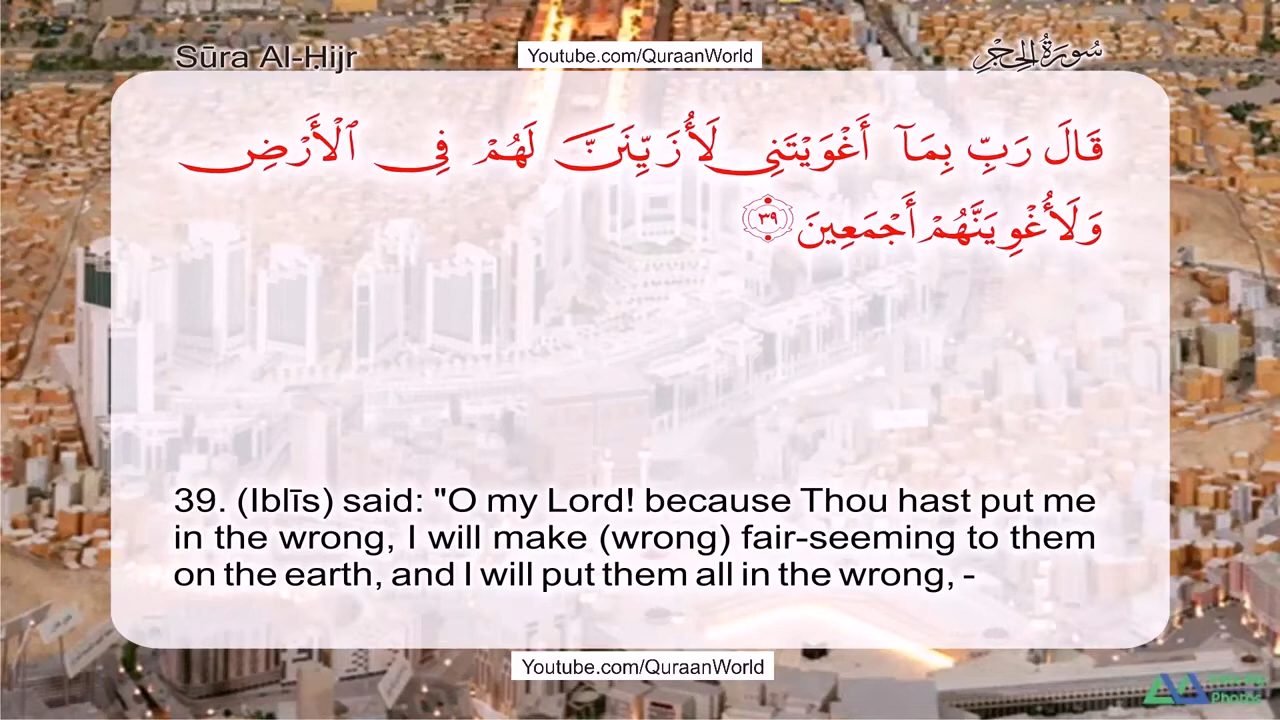 Sūra Al-Ḥijr
Youtube.com/QuraanWorld
سُورَةُ الحِجْرِ
قَالَ رَبِّ بِمَآ أَغْوَيْتَنِى لَأُزَيِّنَنَّ لَهُمْ فِى ٱلْأَرْضِ
وَلَأُغْوِيَنَّهُمْ أَجْمَعِينَ ٣٩
39. (Iblīs) said: "O my Lord! because Thou hast put me
in the wrong, I will make (wrong) fair-seeming to them
on the earth, and I will put them all in the wrong, -
Youtube.com/QuraanWorld
Photos